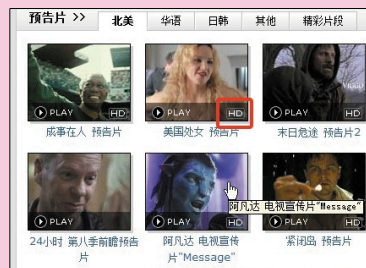 预告片 >> 北美 华语 日韩 其他 精彩片段
PLAY HD PLAY HD PLAY HD
成事在人 预告片 美国处女 预告片 末日危途 预告片2
PLAY HD PLAY HD PLAY HD
阿凡达 电视宣传片"Message"
24小时 第八季前瞻预告片
阿凡达 电视宣传片"Message"
紧闭岛 预告片